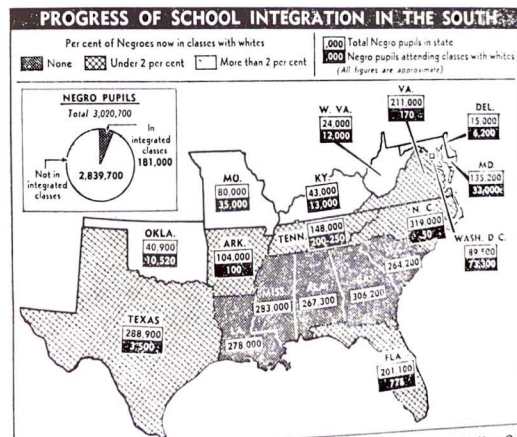 PROGRESS OF SCHOOL INTEGRATION IN THE SOUTH
Per cent of Negroes now in classes with whites
None
Under 2 per cent
More than 2 per cent
.000 Total Negro pupils in state
.000 Negro pupils attending classes with whites
(All figures are approximate)
NEGRO PUPILS
Total 3,020,700
In integrated classes
181,000
Not in integrated classes
2,839,700
W. VA.
24,000
12,000
VA.
211,000
170
DEL.
15,000
6,200
MD.
135,200
32,000
MO.
80,000
35,000
KY.
43,000
13,000
N. C.
319,000
WASH. D C.
89,500
OKLA.
40,900
10,520
ARK.
104,000
100
TENN.
148,000
200-250
264,200
283,000
267,300
306,200
TEXAS
288,900
3,500
278,000
FLA
201,100